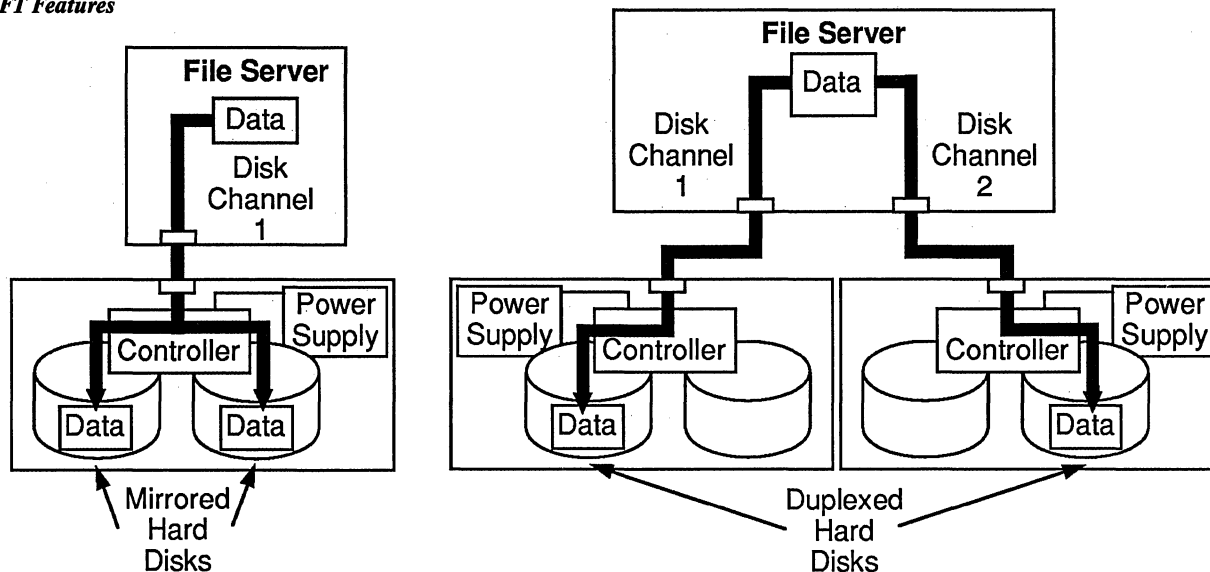 FT Features
File Server
Data
Disk
Channel
1
Power
Supply
Controller
Data
Data
Mirrored
Hard
Disks
File Server
Data
Disk
Channel
1
Disk
Channel
2
Power
Supply
Controller
Data
Power
Supply
Controller
Data
Duplexed
Hard
Disks